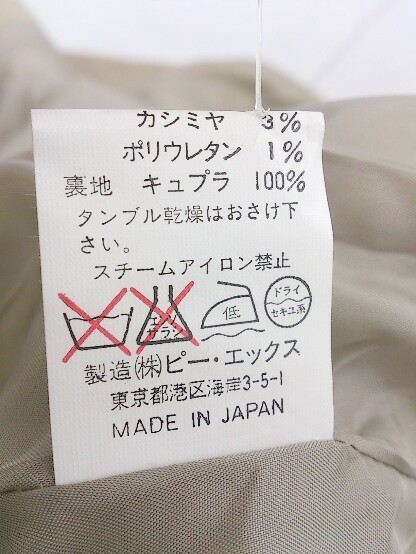 カシミヤ 3%
ポリウレタン 1%
裏地 キュプラ 100%
タンブル乾燥はおさけ下
さい。
スチームアイロン禁止
エンソ
サラシ
低
ドライ
セキユ系
製造(株)ピー・エックス
東京都港区海岸3-5-1
MADE IN JAPAN